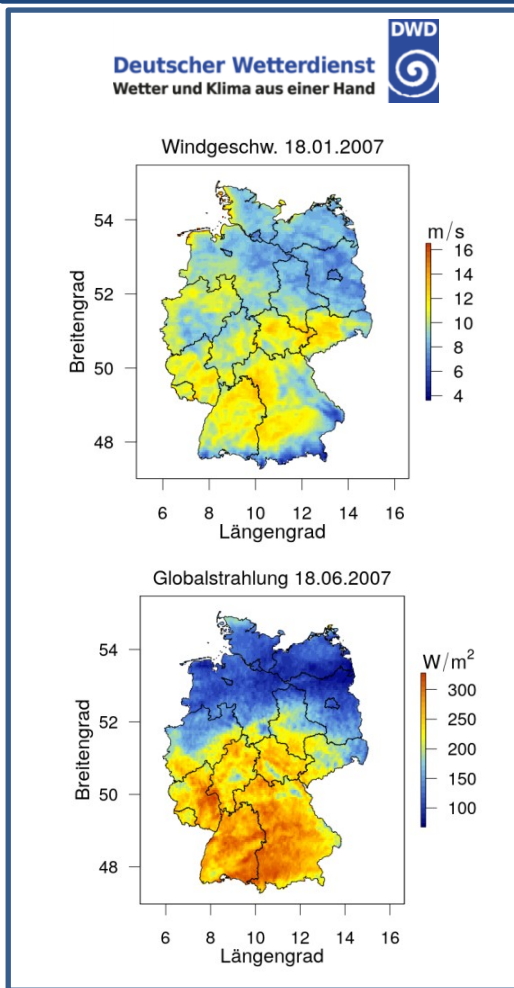 DWD
Deutscher Wetterdienst
Wetter und Klima aus einer Hand
Windgeschw. 18.01.2007
m/s
16
14
12
10
8
6
4
54
52
50
48
Breitengrad
6 8 10 12 14 16
Längengrad
Globalstrahlung 18.06.2007
W/m²
300
250
200
150
100
54
52
50
48
Breitengrad
6 8 10 12 14 16
Längengrad